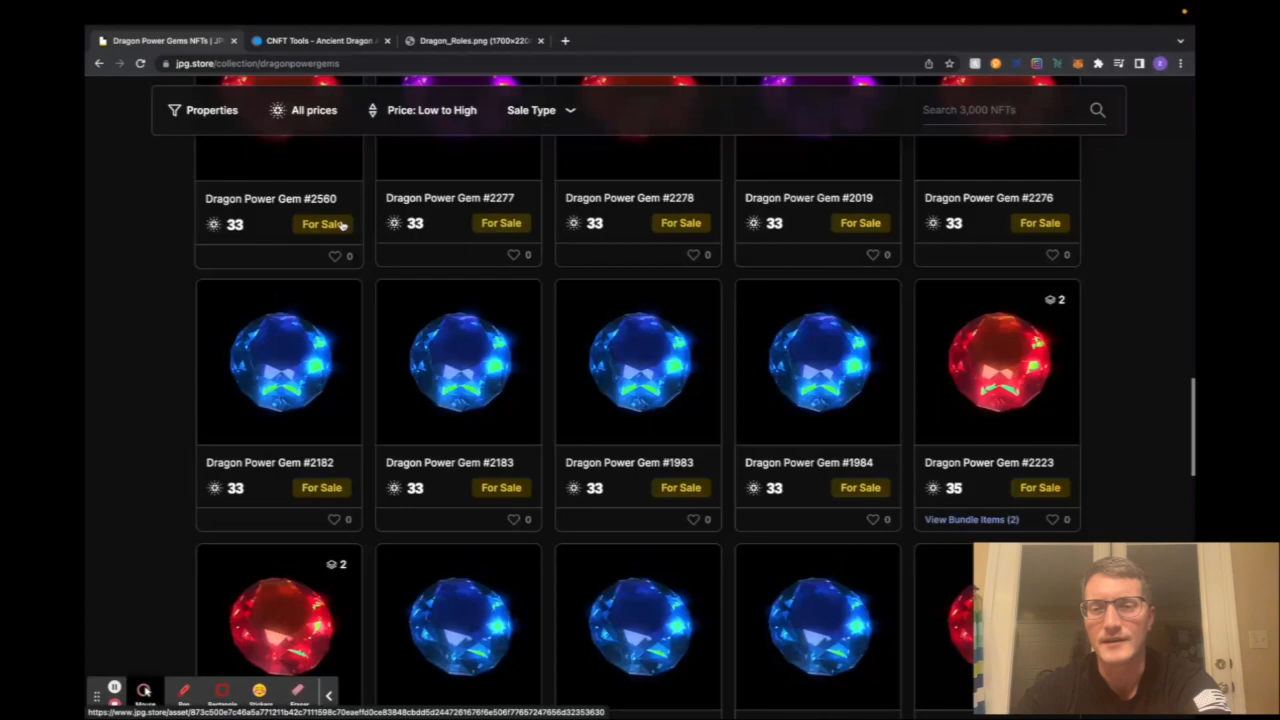 Dragon Power Gems NFTs | JP
CNFT Tools - Ancient Dragon
Dragon_Roles.png (1700×220
jpg.store/collection/dragonpowergems
Properties
All prices
Price: Low to High
Sale Type
Search 3,000 NFTs
Dragon Power Gem #2560
Dragon Power Gem #2277
Dragon Power Gem #2278
Dragon Power Gem #2019
Dragon Power Gem #2276
33 For Sale
33 For Sale
33 For Sale
33 For Sale
33 For Sale
0
0
0
0
0
2
Dragon Power Gem #2182
Dragon Power Gem #2183
Dragon Power Gem #1983
Dragon Power Gem #1984
Dragon Power Gem #2223
33 For Sale
33 For Sale
33 For Sale
33 For Sale
35 For Sale
0
0
0
0
View Bundle Items (2) 0
2
Mouse
Pen
Rectangle
Stickers
Eraser